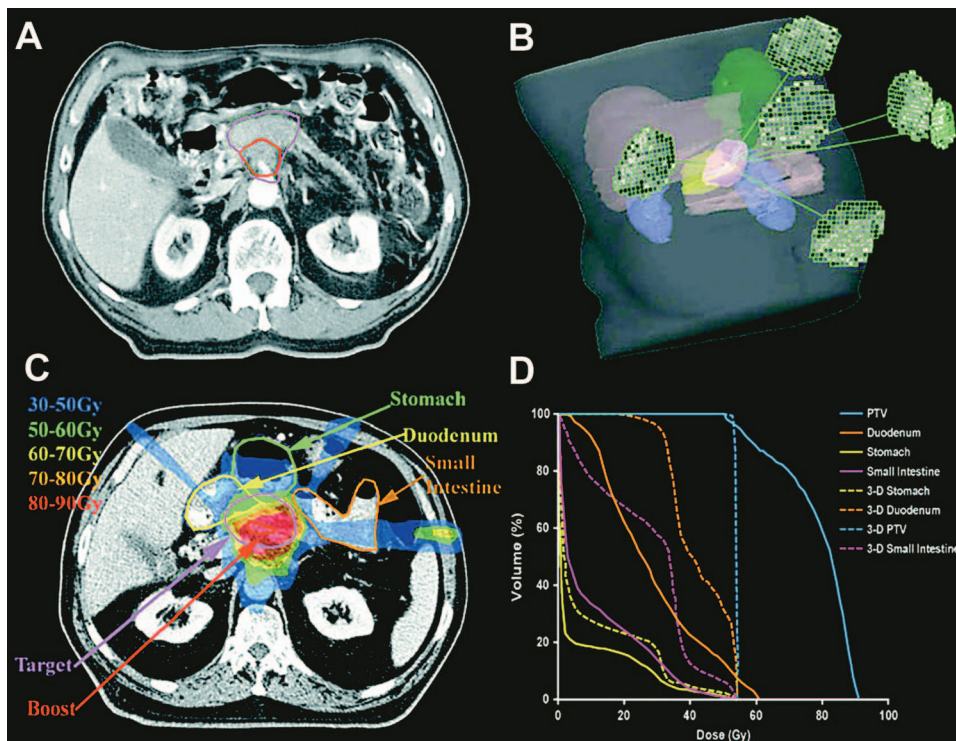 A
B
C
30-50Gy
50-60Gy
60-70Gy
70-80Gy
80-90Gy
Stomach
Duodenum
Small
Intestine
Target
Boost
D
100
80
60
40
20
0
Volume (%)
0
20
40
60
80
100
Dose (Gy)
PTV
Duodenum
Stomach
Small Intestine
3-D Stomach
3-D Duodenum
3-D PTV
3-D Small Intestine